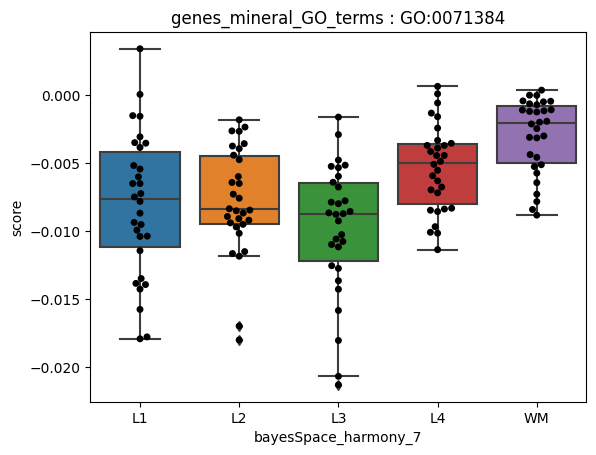 genes_mineral_GO_terms : GO:0071384
0.000
−0.005
−0.010
−0.015
−0.020
score
L1 L2 L3 L4 WM
bayesSpace_harmony_7